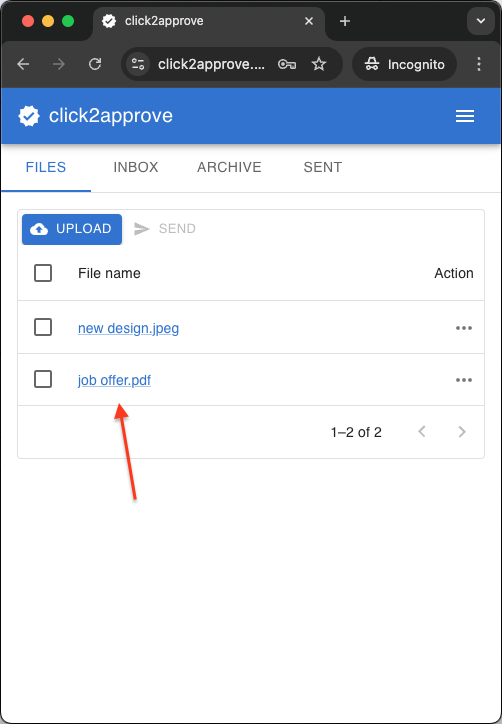 click2approve
click2approve....
Incognito
click2approve
FILES INBOX ARCHIVE SENT
UPLOAD SEND
File name Action
new design.jpeg
job offer.pdf
1–2 of 2